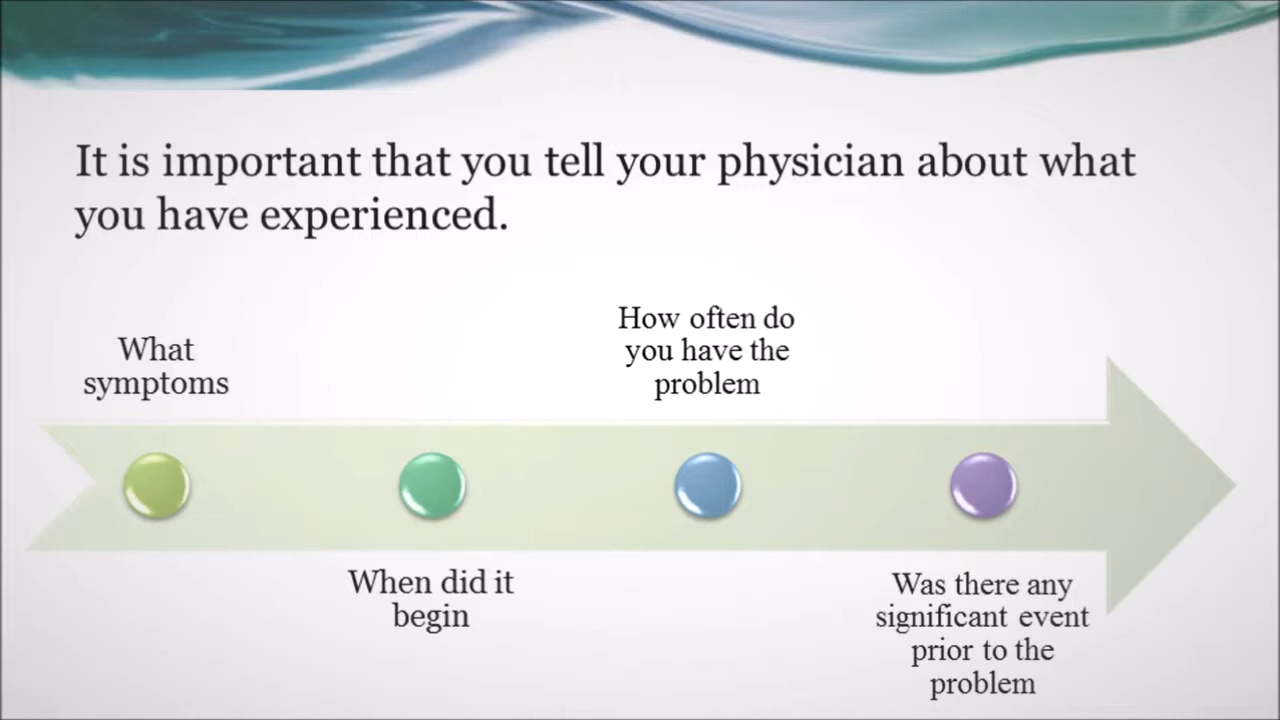 It is important that you tell your physician about what
you have experienced.
What
symptoms
When did it
begin
How often do
you have the
problem
Was there any
significant event
prior to the
problem